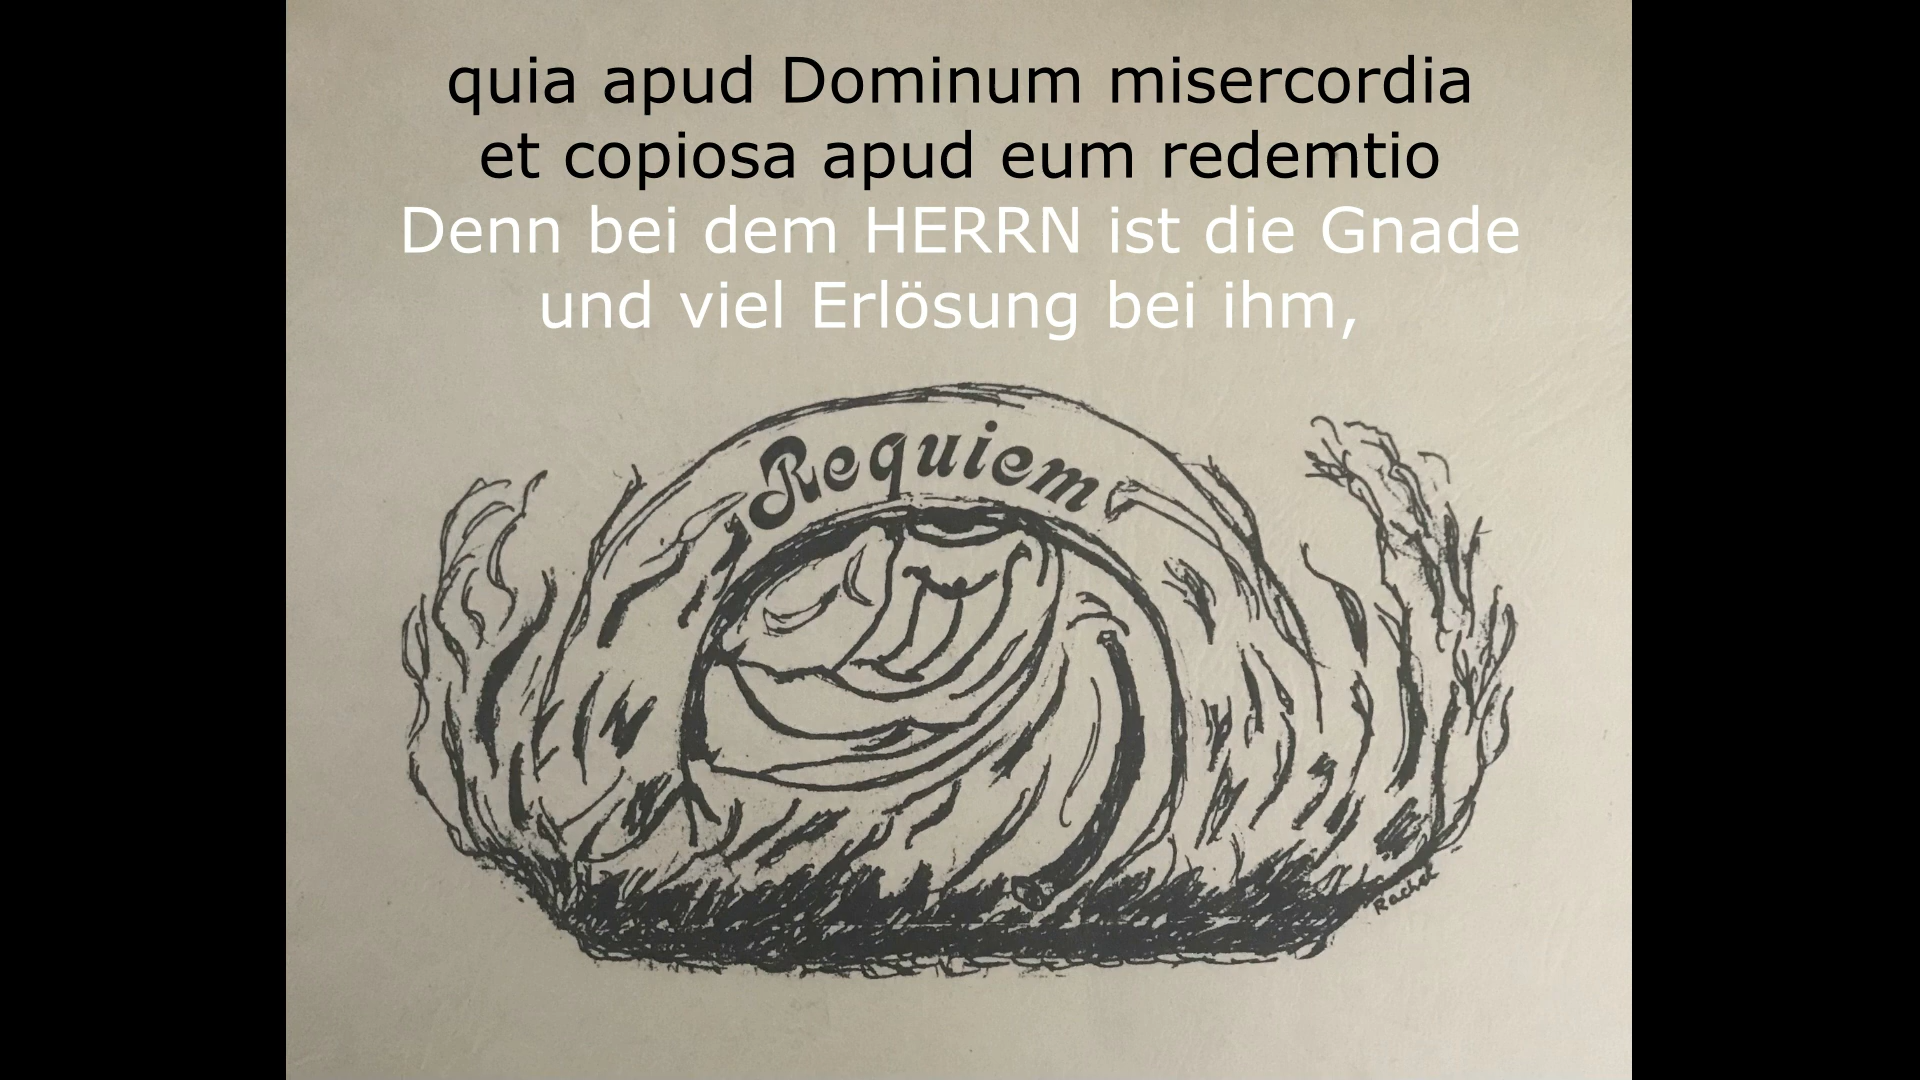 quia apud Dominum misercordia
et copiosa apud eum redemtio
Denn bei dem HERRN ist die Gnade
und viel Erlösung bei ihm,
Requiem
Rachel